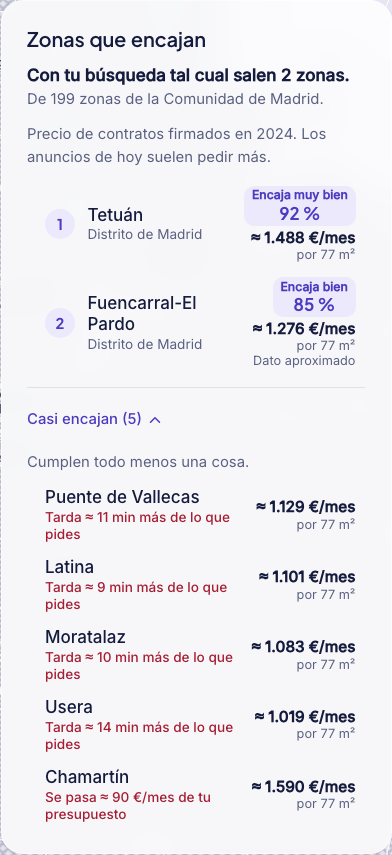 Zonas que encajan
Con tu búsqueda tal cual salen 2 zonas.
De 199 zonas de la Comunidad de Madrid.
Precio de contratos firmados en 2024. Los
anuncios de hoy suelen pedir más.
1
Tetuán
Distrito de Madrid
Encaja muy bien
92 %
≈ 1.488 €/mes
por 77 m²
2
Fuencarral-El
Pardo
Distrito de Madrid
Encaja bien
85 %
≈ 1.276 €/mes
por 77 m²
Dato aproximado
Casi encajan (5)
Cumplen todo menos una cosa.
Puente de Vallecas
Tarda ≈ 11 min más de lo que
pides
≈ 1.129 €/mes
por 77 m²
Latina
Tarda ≈ 9 min más de lo que
pides
≈ 1.101 €/mes
por 77 m²
Moratalaz
Tarda ≈ 10 min más de lo que
pides
≈ 1.083 €/mes
por 77 m²
Usera
Tarda ≈ 14 min más de lo que
pides
≈ 1.019 €/mes
por 77 m²
Chamartín
Se pasa ≈ 90 €/mes de tu
presupuesto
≈ 1.590 €/mes
por 77 m²